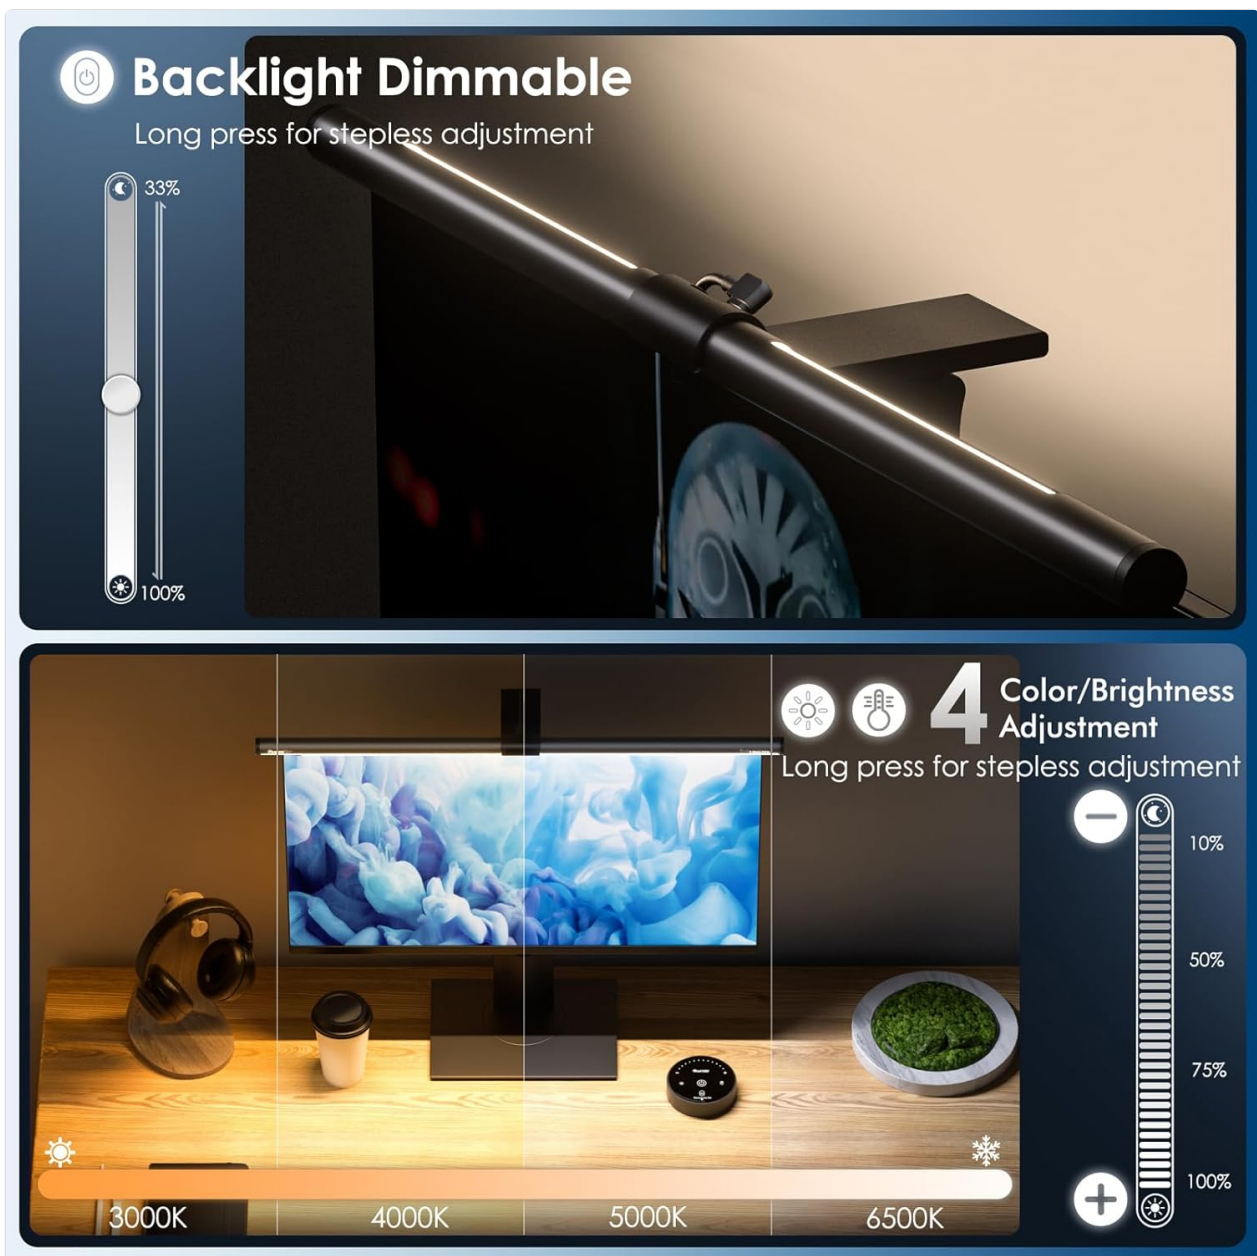 Backlight Dimmable
Long press for stepless adjustment
33%
100%
4 Color/Brightness
Adjustment
Long press for stepless adjustment
10%
50%
75%
100%
3000K 4000K 5000K 6500K